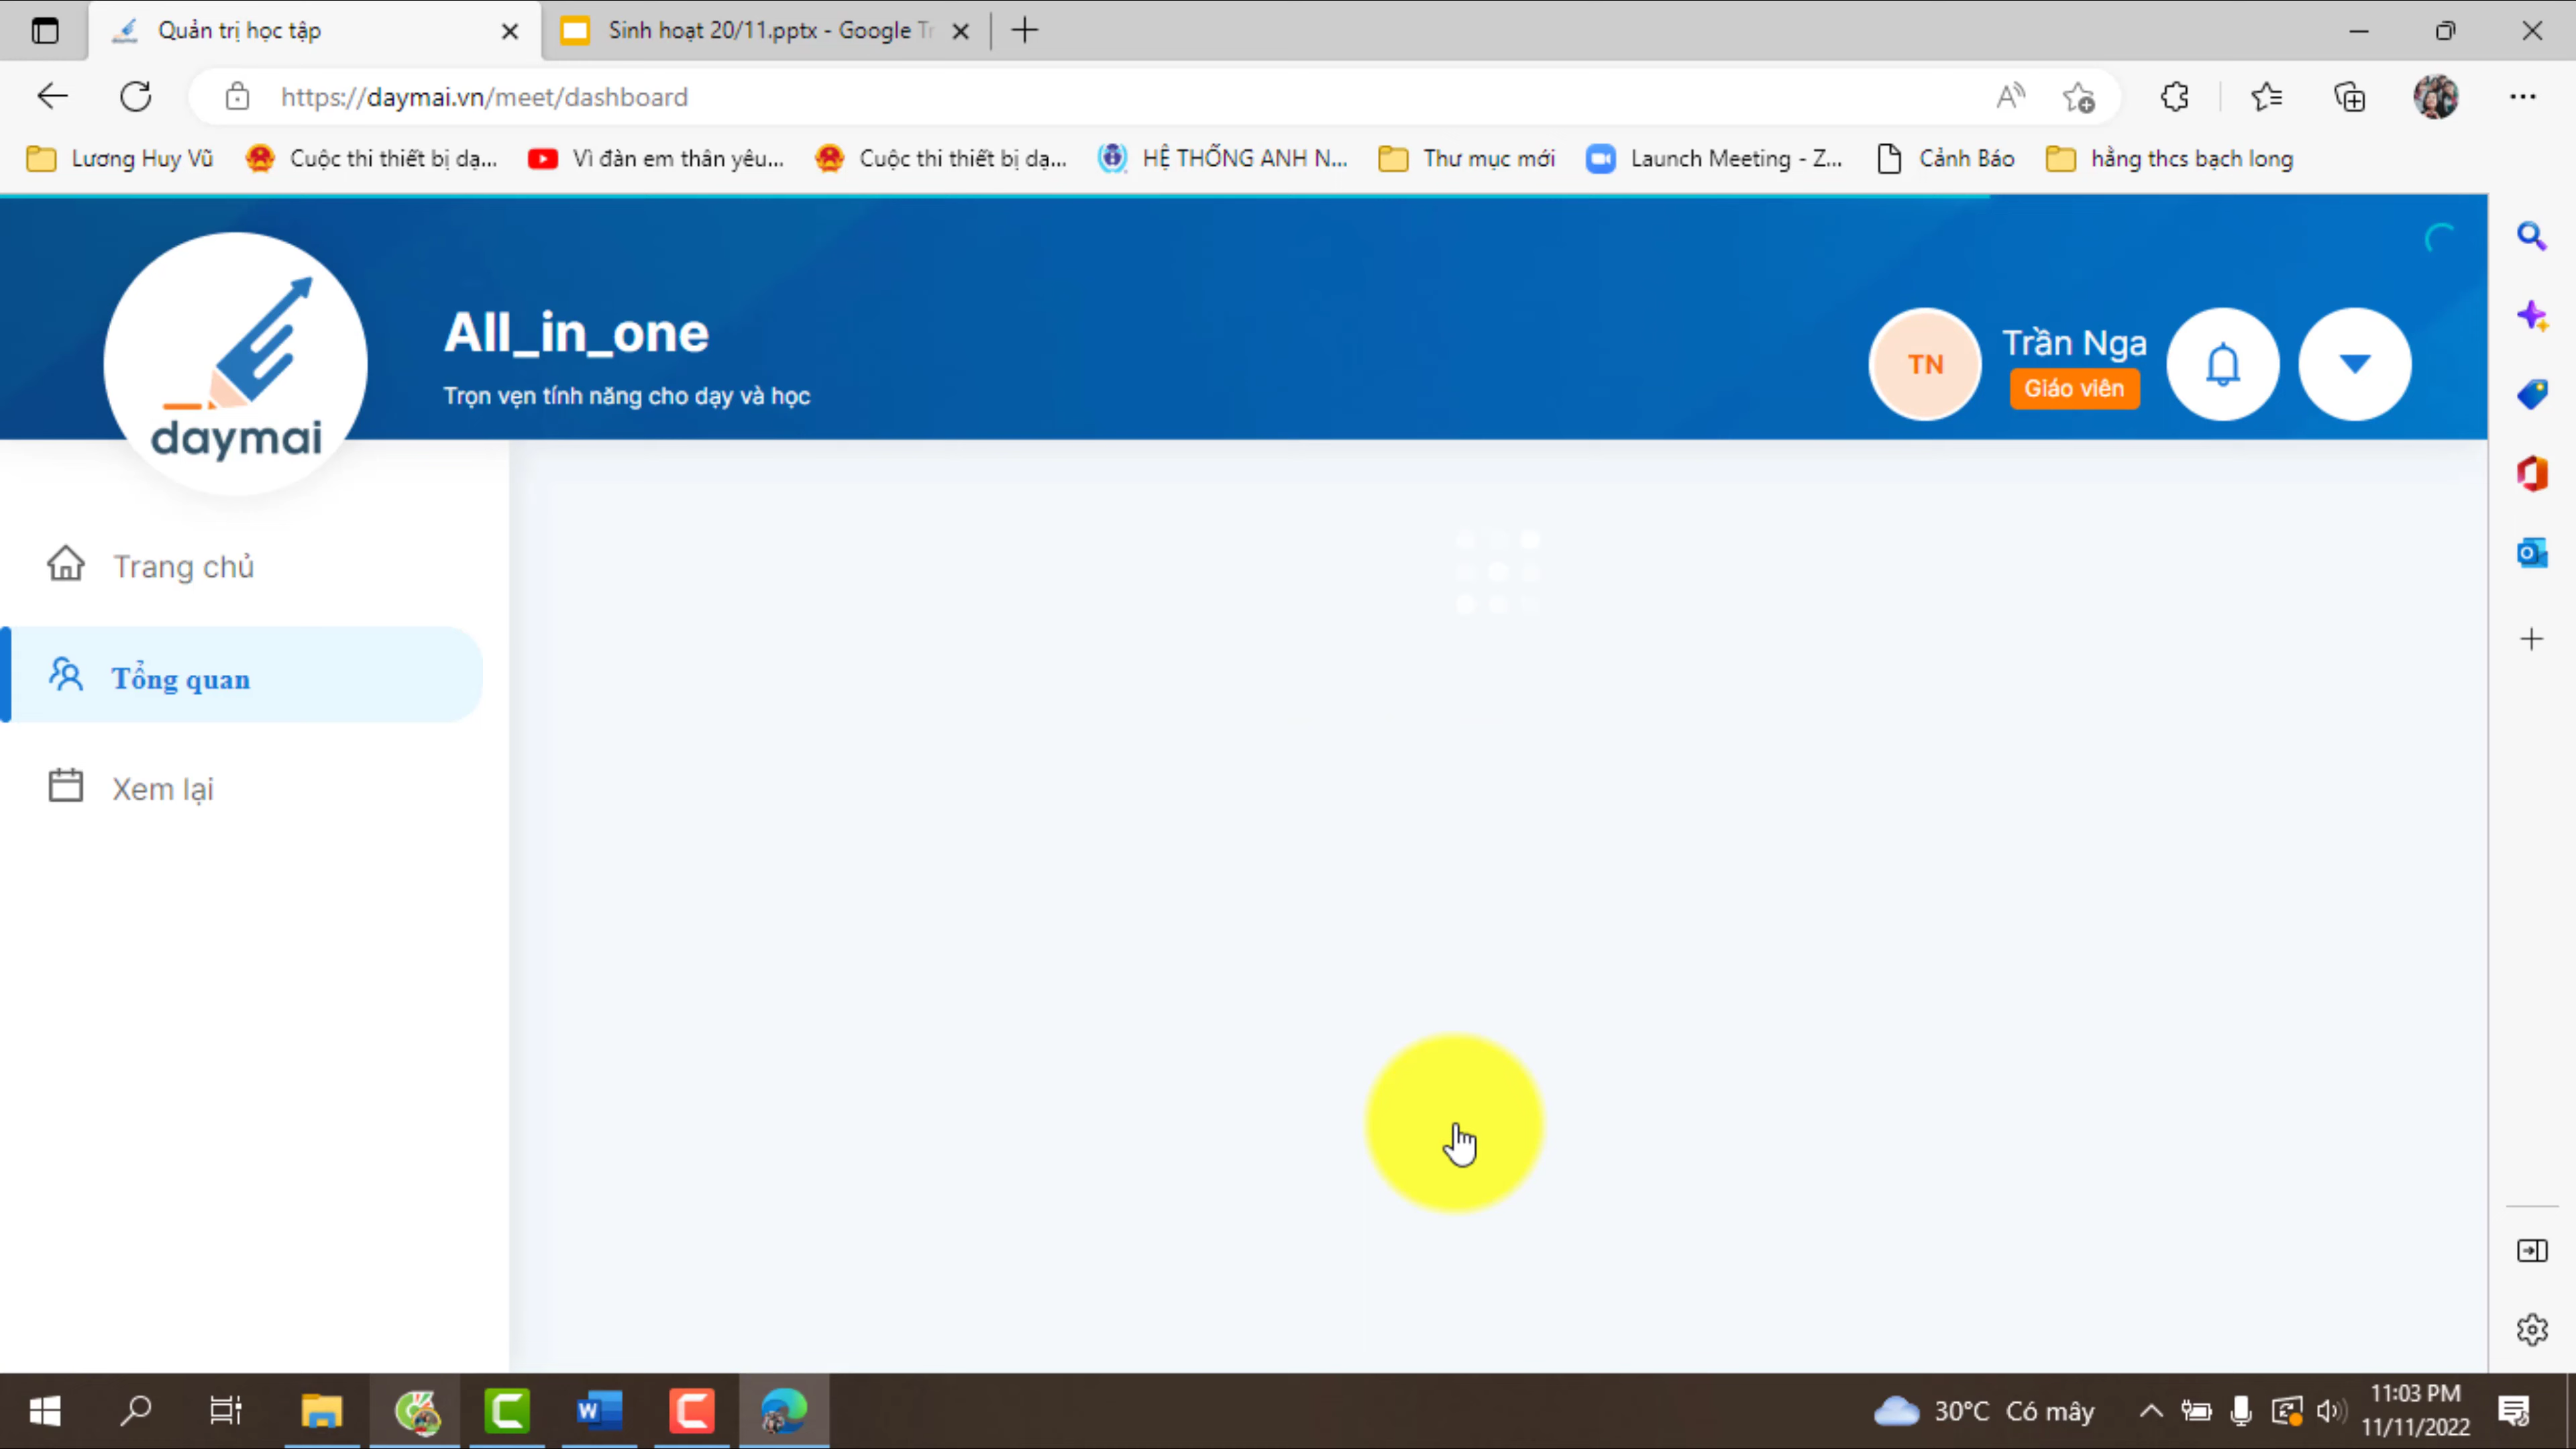 Quản trị học tập
Sinh hoạt 20/11.pptx - Google Tr
https://daymai.vn/meet/dashboard
Lương Huy Vũ
Cuộc thi thiết bị dạ...
Vì đàn em thân yêu...
Cuộc thi thiết bị dạ...
HỆ THỐNG ANH N...
Thư mục mới
Launch Meeting - Z...
Cảnh Báo
hằng thcs bạch long
daymai
All_in_one
Trọn vẹn tính năng cho dạy và học
TN
Trần Nga
Giáo viên
Trang chủ
Tổng quan
Xem lại
30°C Có mây
11:03 PM
11/11/2022